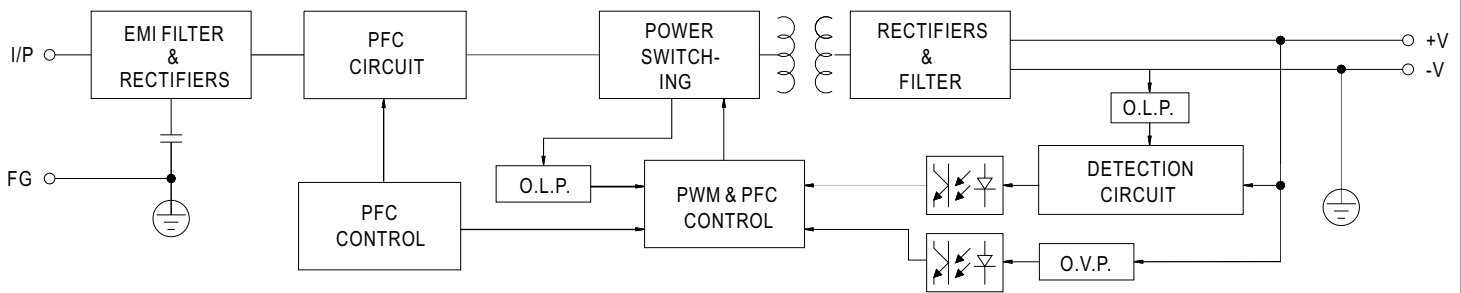 I/P
EMI FILTER
&
RECTIFIERS
PFC
CIRCUIT
POWER
SWITCH-
ING
RECTIFIERS
&
FILTER
+V
-V
O.L.P.
FG
O.L.P.
PFC
CONTROL
PWM & PFC
CONTROL
DETECTION
CIRCUIT
O.V.P.